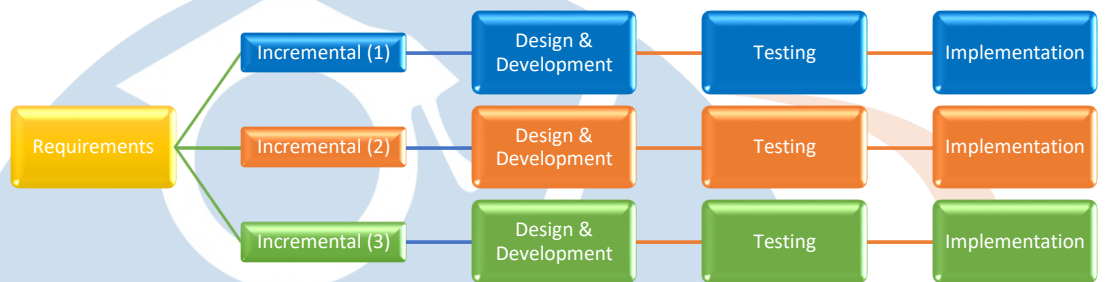 Incremental (1)
Design &
Development
Testing
Implementation
Requirements
Incremental (2)
Design &
Development
Testing
Implementation
Incremental (3)
Design &
Development
Testing
Implementation